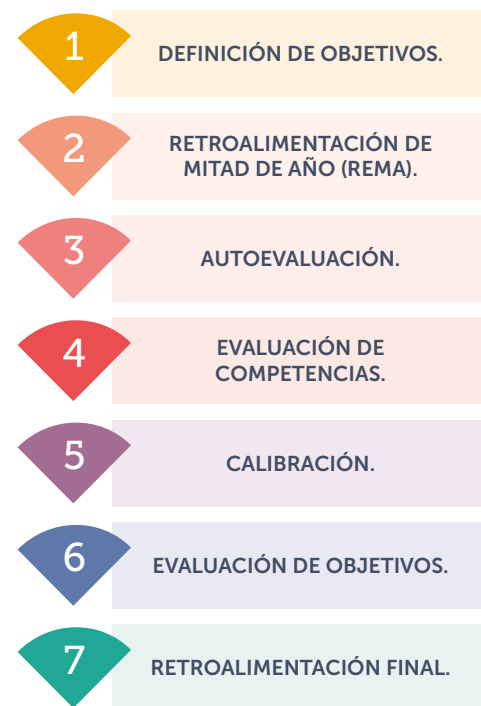 1
DEFINICIÓN DE OBJETIVOS.
2
RETROALIMENTACIÓN DE
MITAD DE AÑO (REMA).
3
AUTOEVALUACIÓN.
4
EVALUACIÓN DE
COMPETENCIAS.
5
CALIBRACIÓN.
6
EVALUACIÓN DE OBJETIVOS.
7
RETROALIMENTACIÓN FINAL.